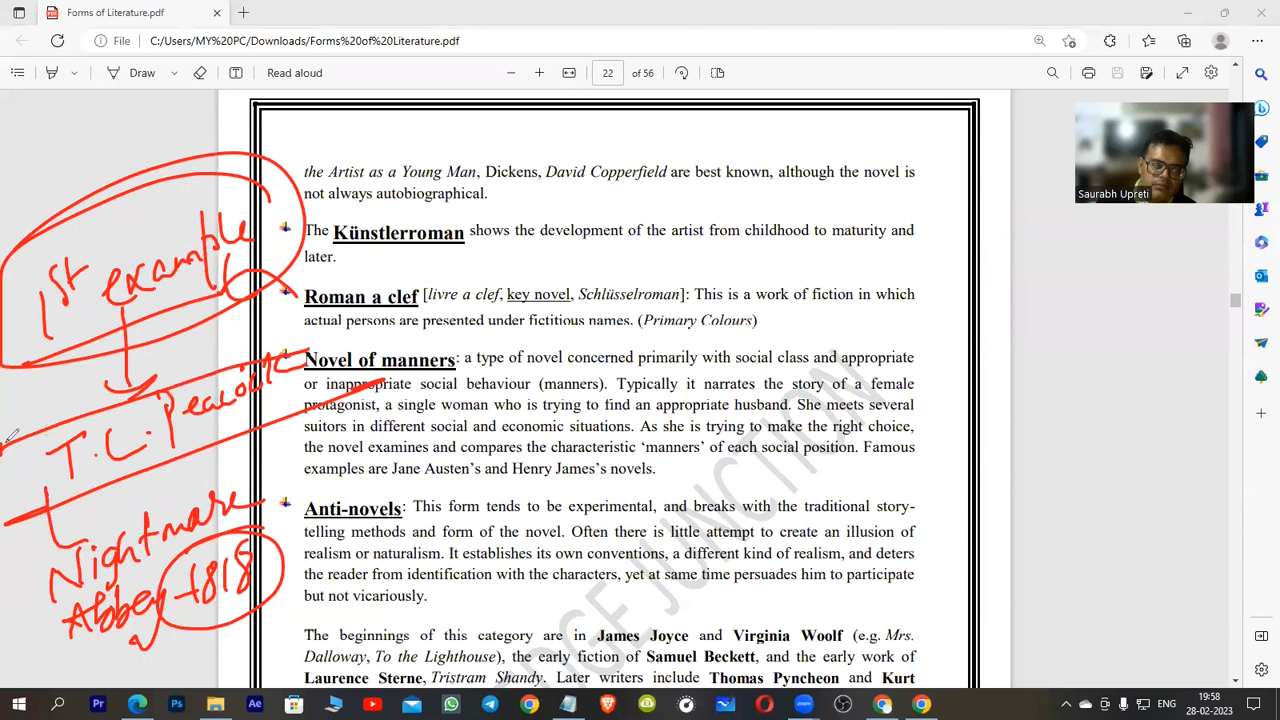 Forms of Literature.pdf
File
C:/Users/MY%20PC/Downloads/Forms%20of%20Literature.pdf
Draw
Read aloud
22
of 56
Saurabh Upreti
the Artist as a Young Man, Dickens, David Copperfield are best known, although the novel is
not always autobiographical.
The Künstlerroman shows the development of the artist from childhood to maturity and
later.
Roman a clef [livre a clef, key novel, Schlüsselroman]: This is a work of fiction in which
actual persons are presented under fictitious names. (Primary Colours)
Novel of manners: a type of novel concerned primarily with social class and appropriate
or inappropriate social behaviour (manners). Typically it narrates the story of a female
protagonist, a single woman who is trying to find an appropriate husband. She meets several
suitors in different social and economic situations. As she is trying to make the right choice,
the novel examines and compares the characteristic ‘manners’ of each social position. Famous
examples are Jane Austen’s and Henry James’s novels.
Anti-novels: This form tends to be experimental, and breaks with the traditional story-
telling methods and form of the novel. Often there is little attempt to create an illusion of
realism or naturalism. It establishes its own conventions, a different kind of realism, and deters
the reader from identification with the characters, yet at same time persuades him to participate
but not vicariously.
The beginnings of this category are in James Joyce and Virginia Woolf (e.g. Mrs.
Dalloway, To the Lighthouse), the early fiction of Samuel Beckett, and the early work of
Laurence Sterne, Tristram Shandy. Later writers include Thomas Pyncheon and Kurt
1st example
T.L. Peacock
Nightmare
Abbey - 1818
JUNCTION
ENG
19:58
28-02-2023